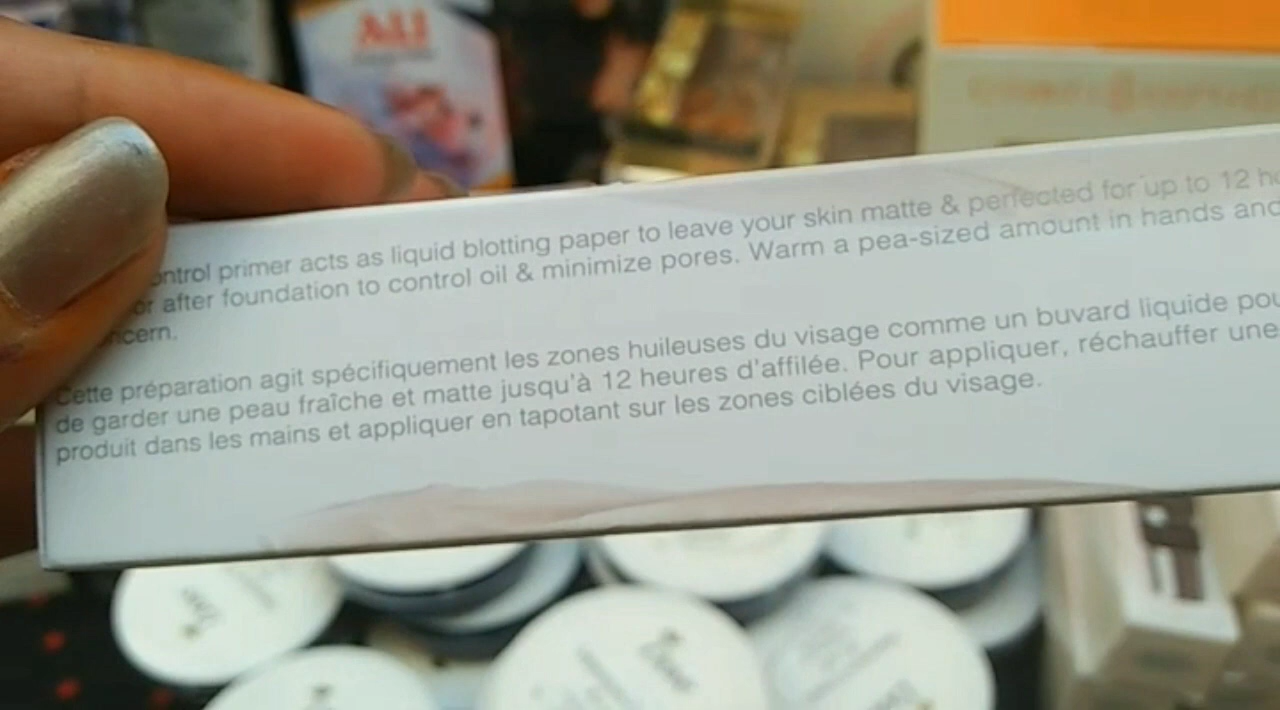 ALI
ontrol primer acts as liquid blotting paper to leave your skin matte & perfected for up to 12 ho
or after foundation to control oil & minimize pores. Warm a pea-sized amount in hands and
ncern.
Cette préparation agit spécifiquement les zones huileuses du visage comme un buvard liquide pou
de garder une peau fraîche et matte jusqu'à 12 heures d'affilée. Pour appliquer, réchauffer une
produit dans les mains et appliquer en tapotant sur les zones ciblées du visage.